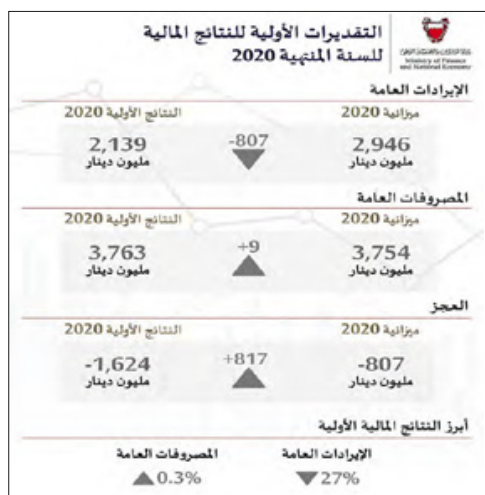 التقديرات الأولية للنتائج المالية
للسنة المنتهية 2020
Ministry of Finance
and National Economy
الإيرادات العامة
ميزانية 2020
النتائج الأولية 2020
2,946
-807
2,139
مليون دينار
مليون دينار
المصروفات العامة
ميزانية 2020
النتائج الأولية 2020
3,754
+9
3,763
مليون دينار
مليون دينار
العجز
ميزانية 2020
النتائج الأولية 2020
-807
+817
-1,624
مليون دينار
مليون دينار
أبرز النتائج المالية الأولية
الإيرادات العامة
المصروفات العامة
27%
0.3%